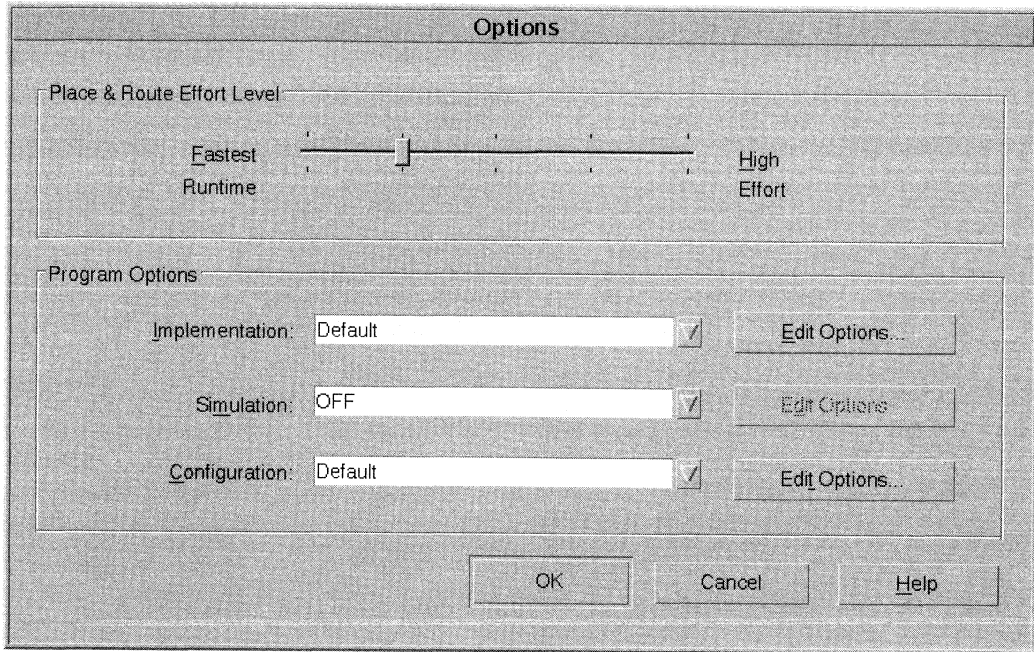 Options
Place & Route Effort Level
Fastest
Runtime
High
Effort
Program Options
Implementation: Default Edit Options...
Simulation: OFF Edit Options
Configuration: Default Edit Options...
OK Cancel Help